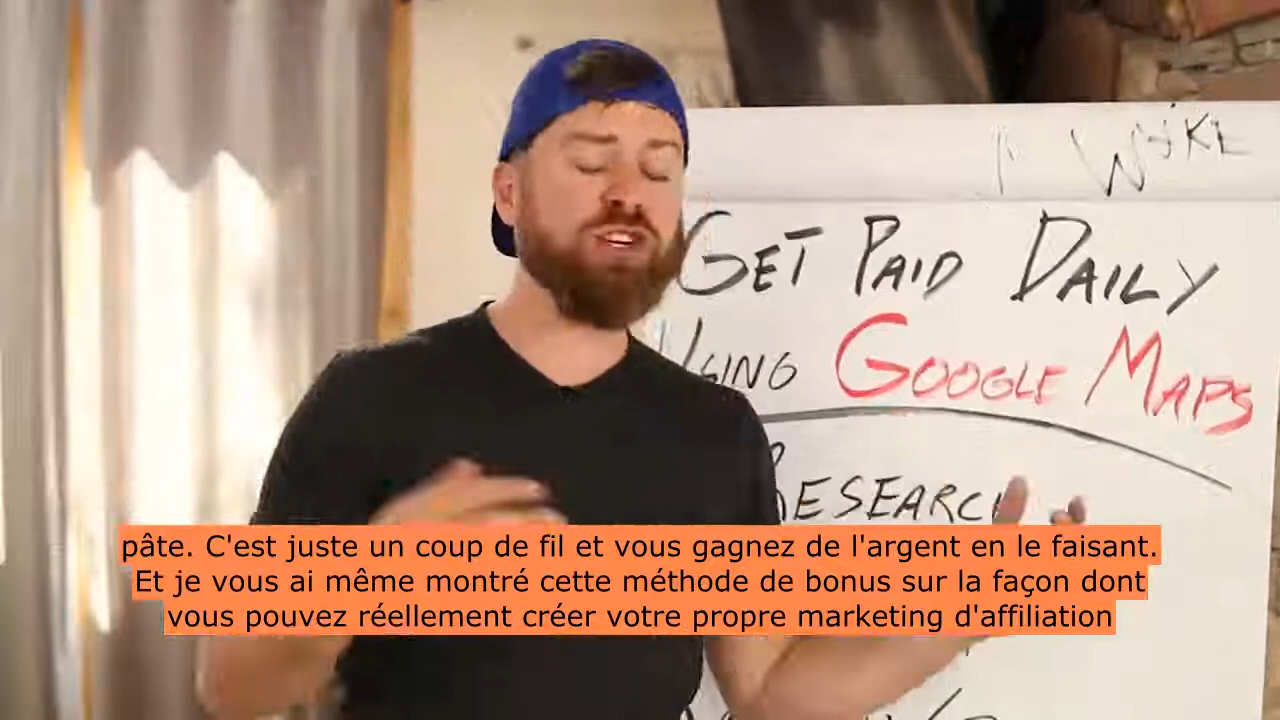 GET PAID DAILY
USING GOOGLE MAPS
RESEARCH
pâte. C'est juste un coup de fil et vous gagnez de l'argent en le faisant.
Et je vous ai même montré cette méthode de bonus sur la façon dont
vous pouvez réellement créer votre propre marketing d'affiliation